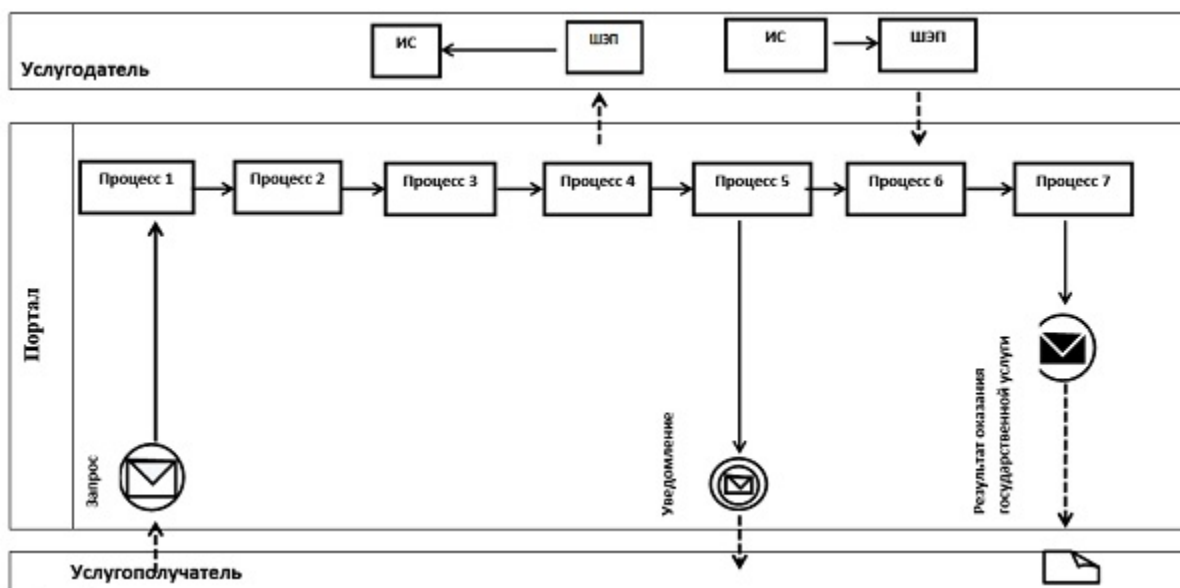 ИС
ШЭП
ИС
ШЭП
Услугодатель
Портал
Процесс 1
Процесс 2
Процесс 3
Процесс 4
Процесс 5
Процесс 6
Процесс 7
Запрос
Уведомление
Результат оказания
государственной услуги
Услугополучатель